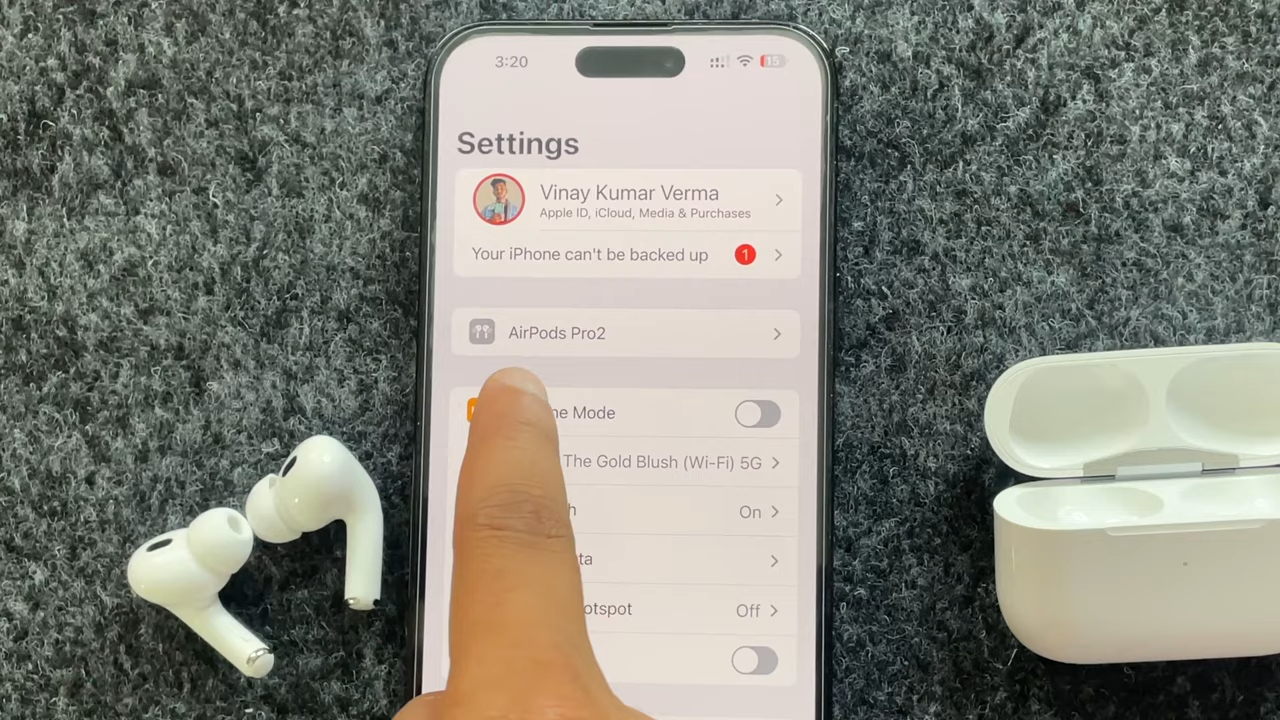 3:20
15
Settings
Vinay Kumar Verma
Apple ID, iCloud, Media & Purchases
Your iPhone can't be backed up 1
AirPods Pro2
ne Mode
The Gold Blush (Wi-Fi) 5G
h On
ta
otspot Off